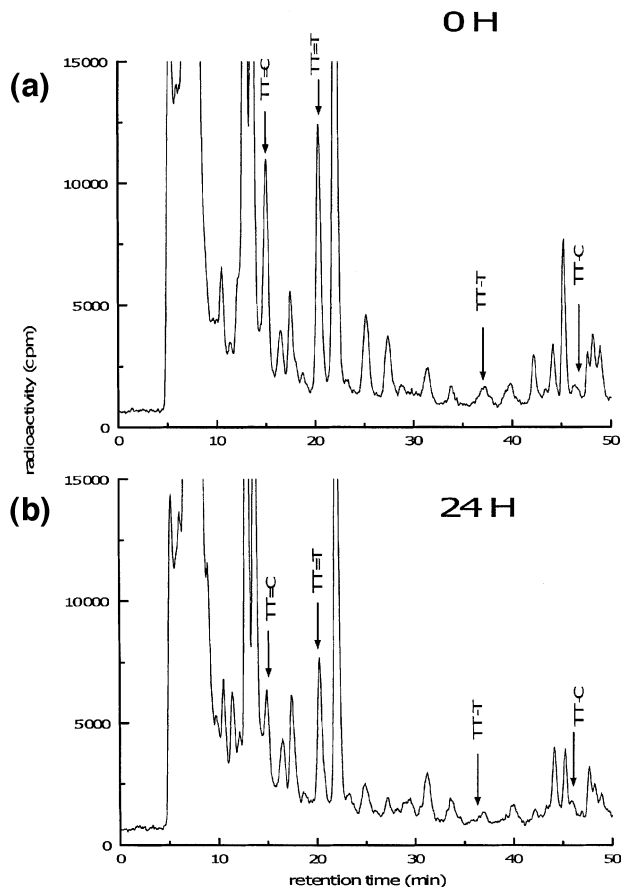 0 H
(a)
TT=C
TT=T
TT-T
TT-C
15000
10000
5000
0
0 10 20 30 40 50
radioactivity (cpm)
(b)
24 H
TT=C
TT=T
TT-T
TT-C
15000
10000
5000
0
0 10 20 30 40 50
retention time (min)